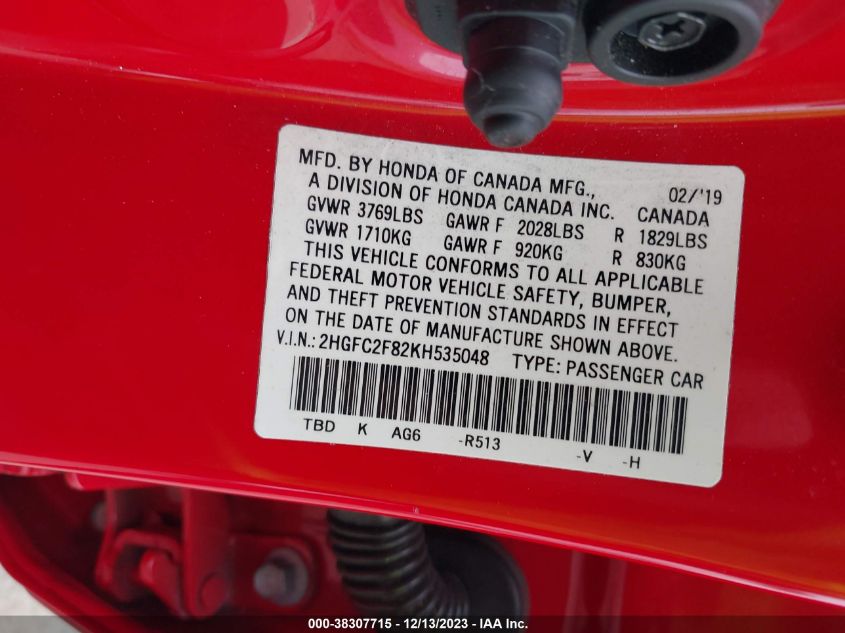 MFD. BY HONDA OF CANADA MFG., 02/'19
A DIVISION OF HONDA CANADA INC. CANADA
GVWR 3769LBS GAWR F 2028LBS R 1829LBS
GVWR 1710KG GAWR F 920KG R 830KG
THIS VEHICLE CONFORMS TO ALL APPLICABLE
FEDERAL MOTOR VEHICLE SAFETY, BUMPER,
AND THEFT PREVENTION STANDARDS IN EFFECT
ON THE DATE OF MANUFACTURE SHOWN ABOVE.
V.I.N.: 2HGFC2F82KH535048 TYPE: PASSENGER CAR
TBD K AG6 -R513 -V -H
000-38307715 - 12/13/2023 - IAA Inc.